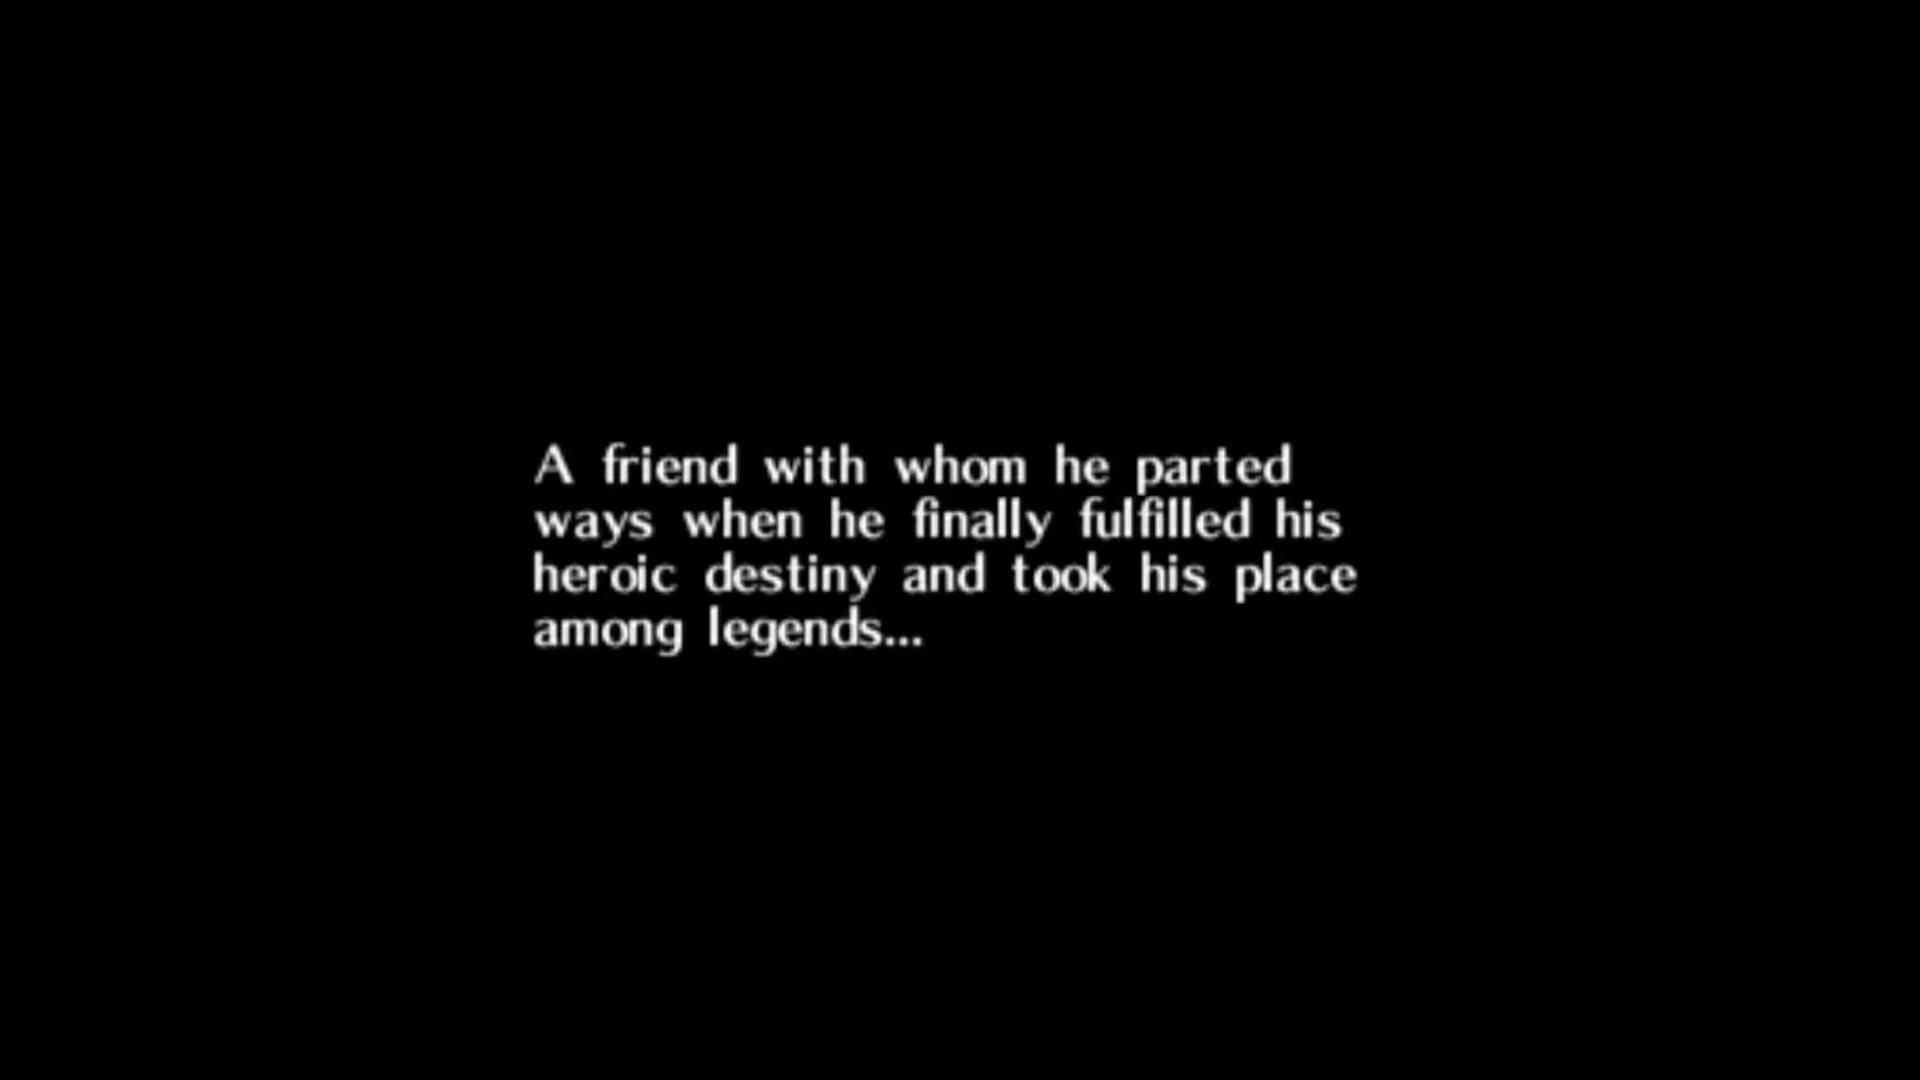 A friend with whom he parted
ways when he finally fulfilled his
heroic destiny and took his place
among legends...